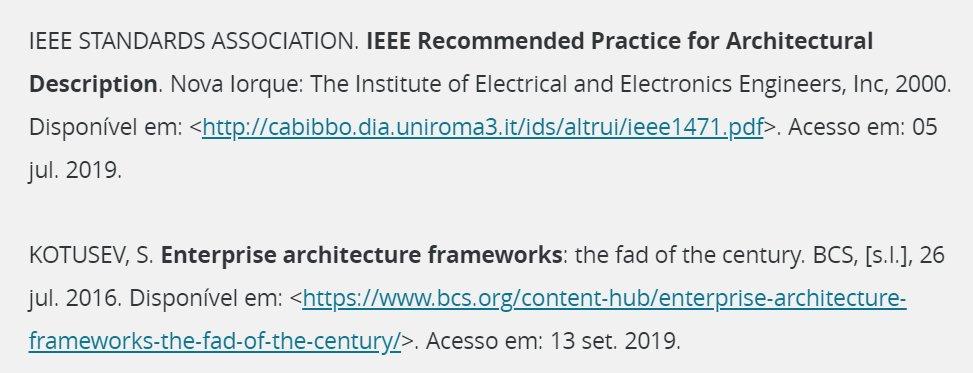 IEEE STANDARDS ASSOCIATION. IEEE Recommended Practice for Architectural
Description. Nova Iorque: The Institute of Electrical and Electronics Engineers, Inc, 2000.
Disponível em: <http://cabibbo.dia.uniroma3.it/ids/altrui/ieee1471.pdf>. Acesso em: 05
jul. 2019.
KOTUSEV, S. Enterprise architecture frameworks: the fad of the century. BCS, [s.l.], 26
jul. 2016. Disponível em: <https://www.bcs.org/content-hub/enterprise-architecture-
frameworks-the-fad-of-the-century/>. Acesso em: 13 set. 2019.